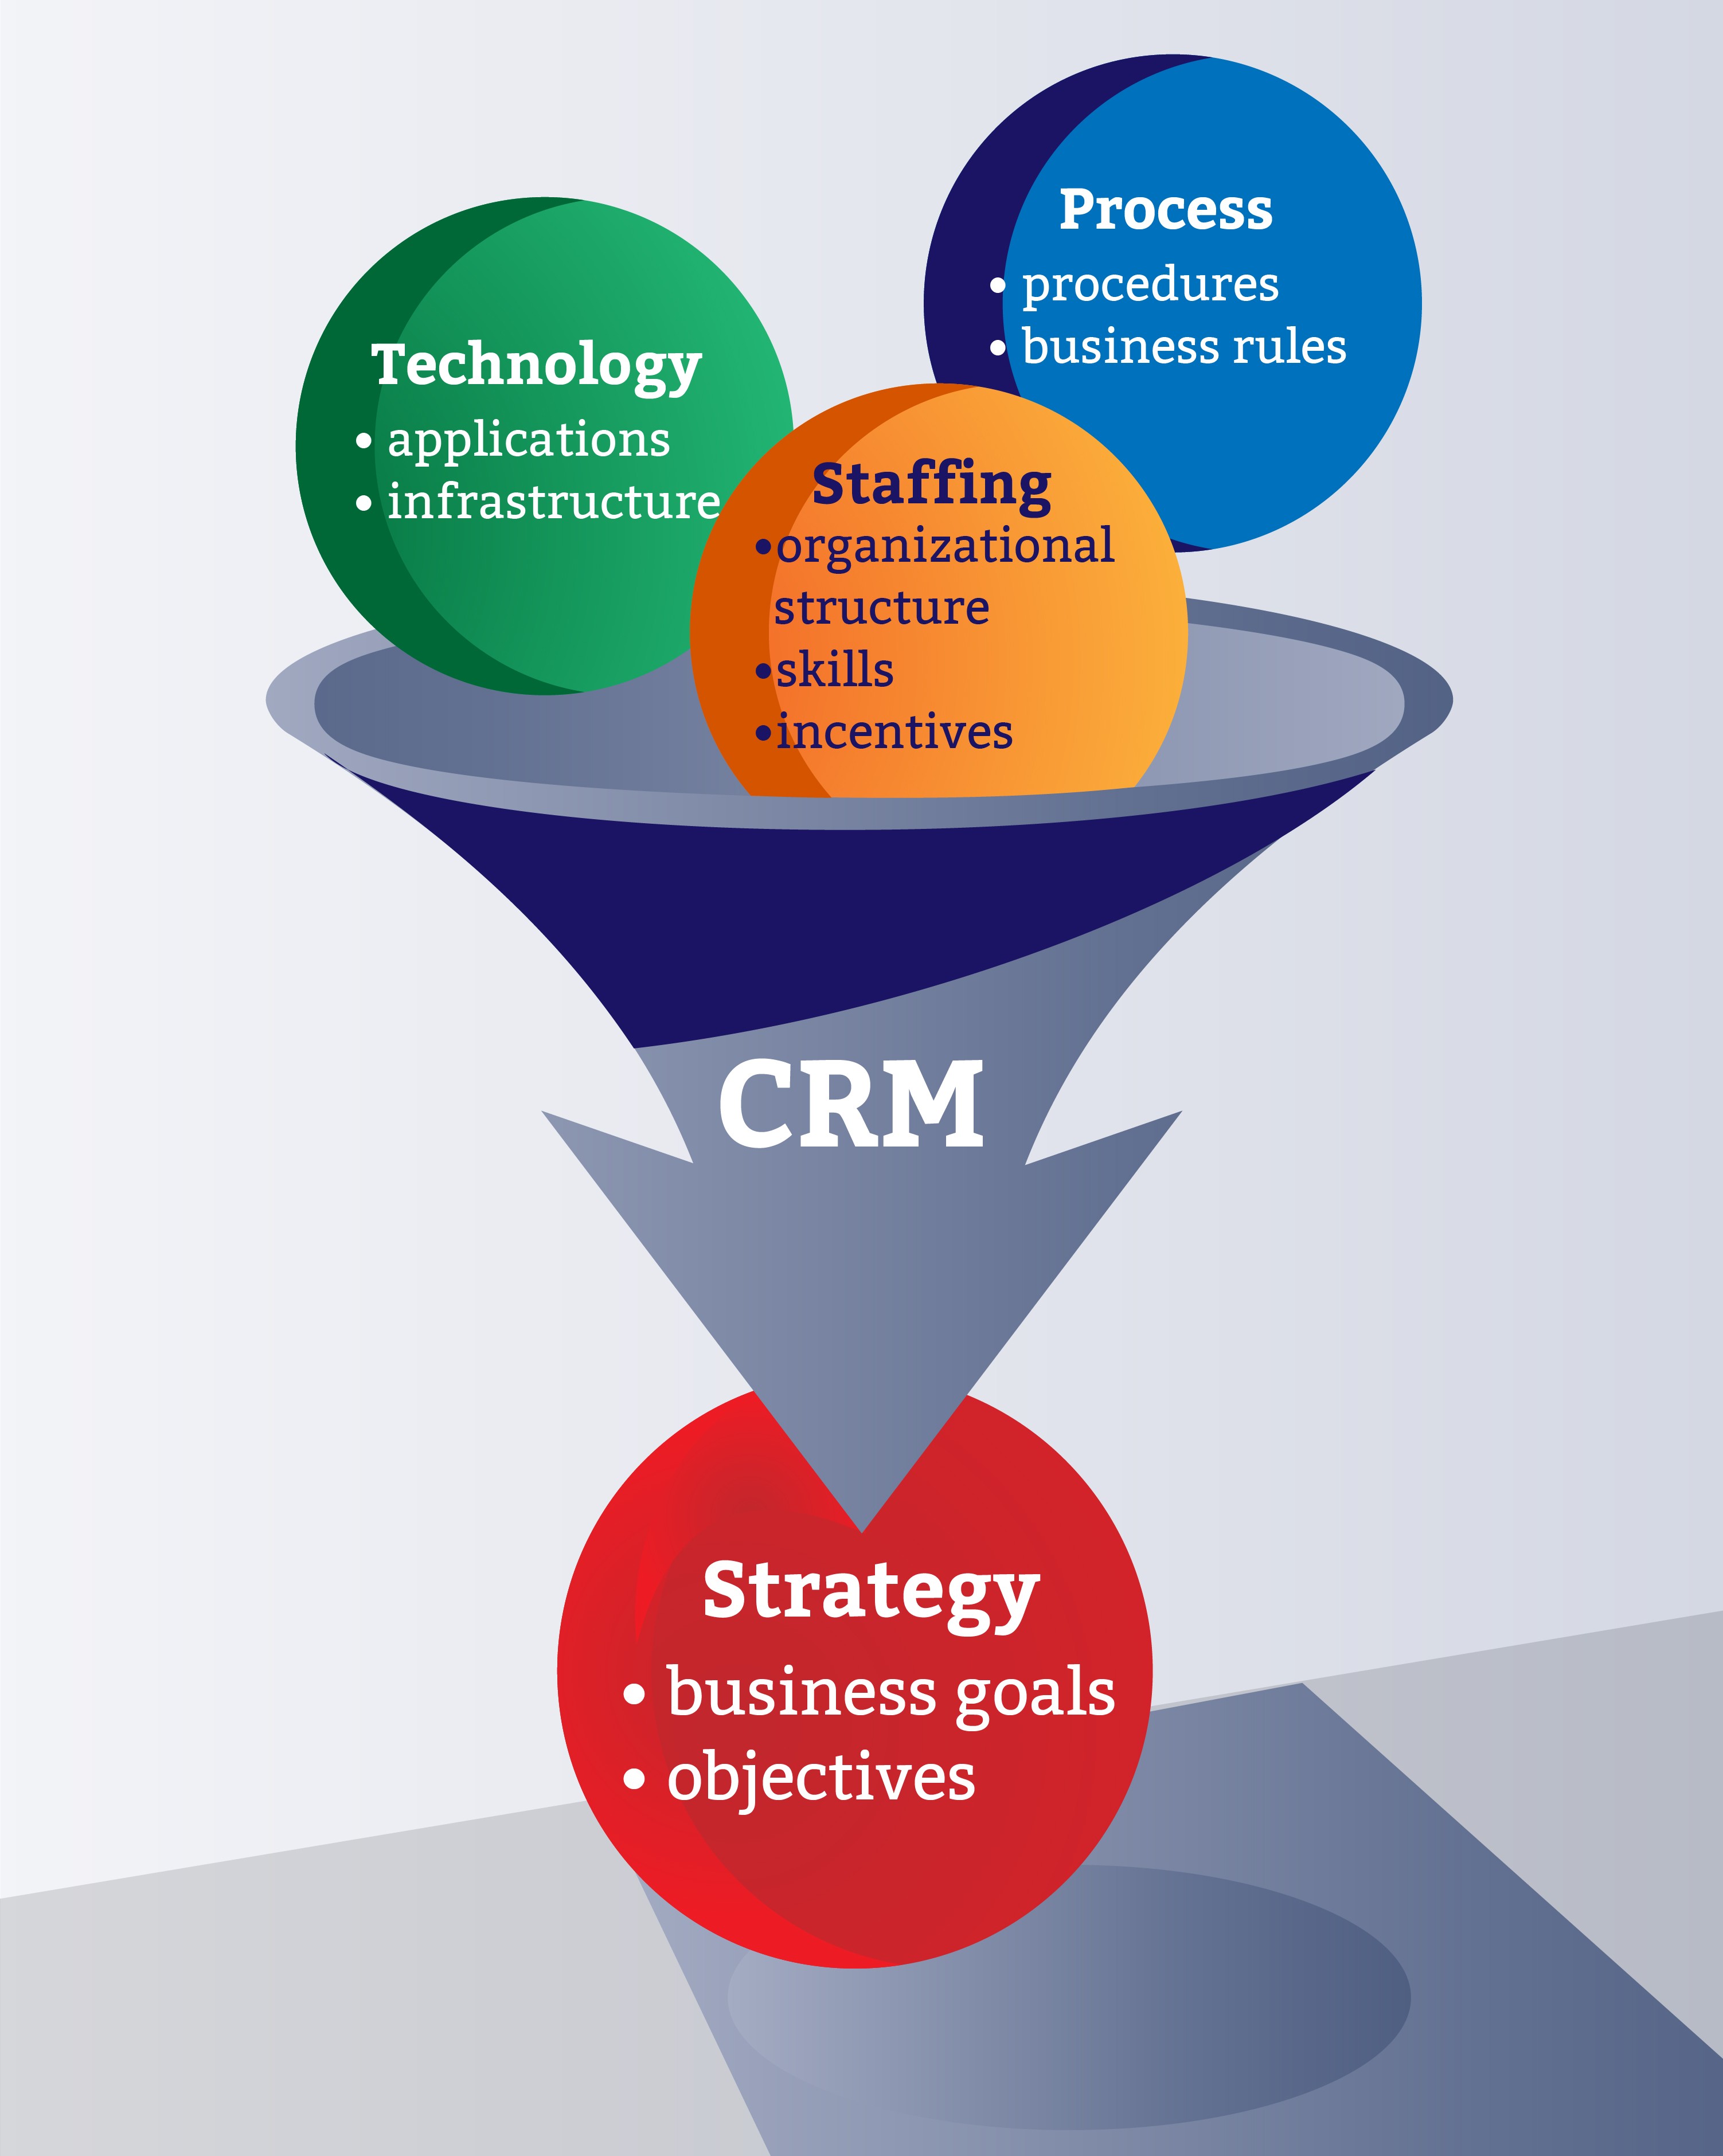 Process
• procedures
• business rules
Technology
• applications
• infrastructure
Staffing
•organizational
structure
•skills
•incentives
CRM
Strategy
• business goals
• objectives